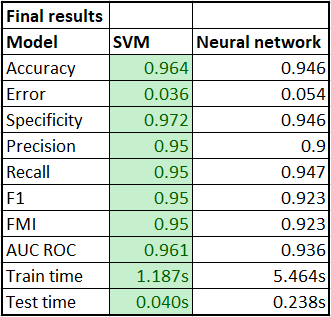 Final results
Model SVM Neural network
Accuracy 0.964 0.946
Error 0.036 0.054
Specificity 0.972 0.946
Precision 0.95 0.9
Recall 0.95 0.947
F1 0.95 0.923
FMI 0.95 0.923
AUC ROC 0.961 0.936
Train time 1.187s 5.464s
Test time 0.040s 0.238s